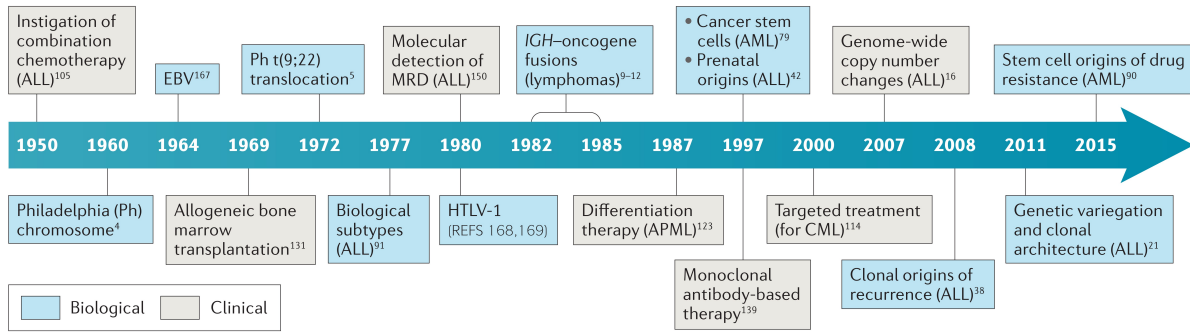 Instigation of
combination
chemotherapy
(ALL)105
EBV167
Ph t(9;22)
translocation5
Molecular
detection of
MRD (ALL)150
IGH–oncogene
fusions
(lymphomas)9–12
• Cancer stem
cells (AML)79
• Prenatal
origins (ALL)42
Genome-wide
copy number
changes (ALL)16
Stem cell origins of drug
resistance (AML)90
1950 1960 1964 1969 1972 1977 1980 1982 1985 1987 1997 2000 2007 2008 2011 2015
Philadelphia (Ph)
chromosome4
Allogeneic bone
marrow
transplantation131
Biological
subtypes
(ALL)91
HTLV-1
(REFS 168,169)
Differentiation
therapy (APML)123
Monoclonal
antibody-based
therapy139
Targeted treatment
(for CML)114
Clonal origins of
recurrence (ALL)38
Genetic variegation
and clonal
architecture (ALL)21
Biological
Clinical